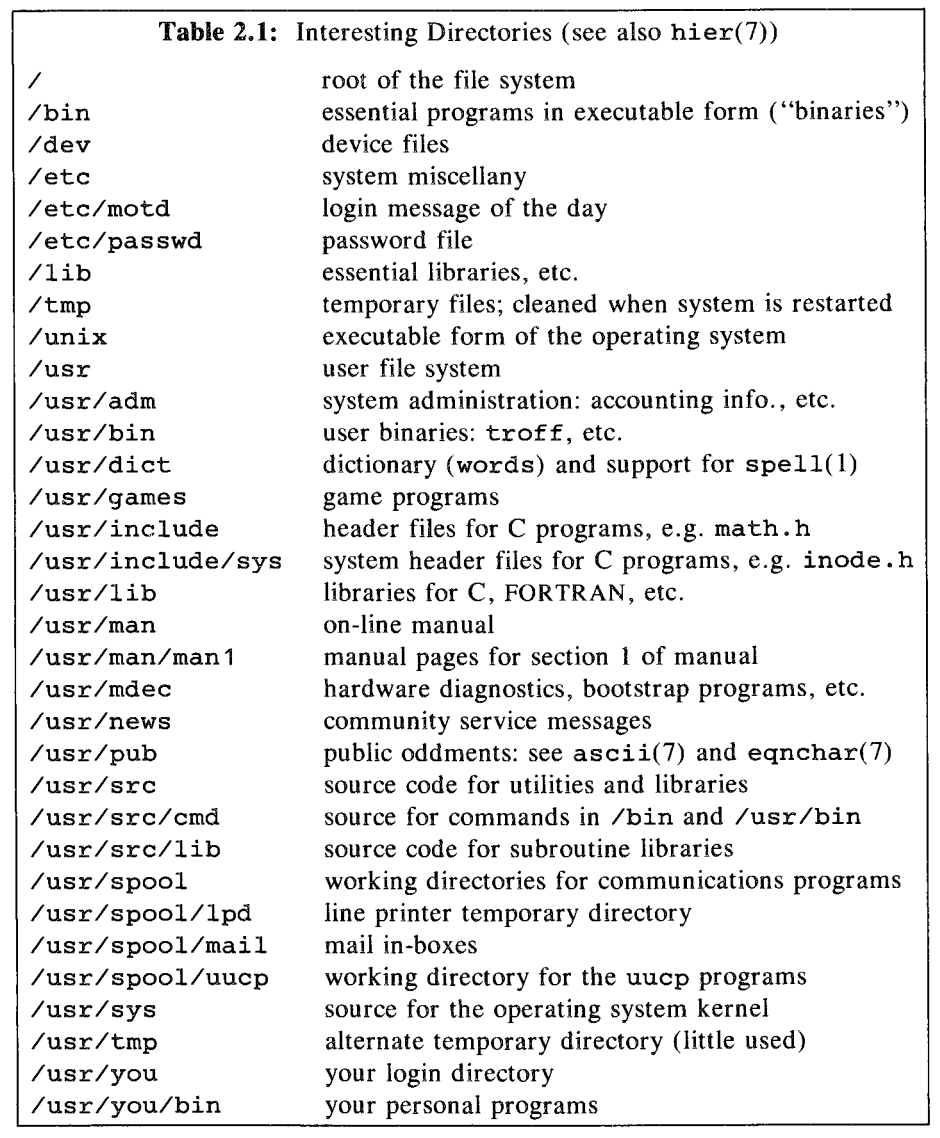 Table 2.1: Interesting Directories (see also hier(7))
/ root of the file system
/bin essential programs in executable form (“binaries”)
/dev device files
/etc system miscellany
/etc/motd login message of the day
/etc/passwd password file
/lib essential libraries, etc.
/tmp temporary files; cleaned when system is restarted
/unix executable form of the operating system
/usr user file system
/usr/adm system administration: accounting info., etc.
/usr/bin user binaries: troff, etc.
/usr/dict dictionary (words) and support for spell(1)
/usr/games game programs
/usr/include header files for C programs, e.g. math.h
/usr/include/sys system header files for C programs, e.g. inode.h
/usr/lib libraries for C, FORTRAN, etc.
/usr/man on-line manual
/usr/man/man1 manual pages for section 1 of manual
/usr/mdec hardware diagnostics, bootstrap programs, etc.
/usr/news community service messages
/usr/pub public oddments: see ascii(7) and eqnchar(7)
/usr/src source code for utilities and libraries
/usr/src/cmd source for commands in /bin and /usr/bin
/usr/src/lib source code for subroutine libraries
/usr/spool working directories for communications programs
/usr/spool/lpd line printer temporary directory
/usr/spool/mail mail in-boxes
/usr/spool/uucp working directory for the uucp programs
/usr/sys source for the operating system kernel
/usr/tmp alternate temporary directory (little used)
/usr/you your login directory
/usr/you/bin your personal programs